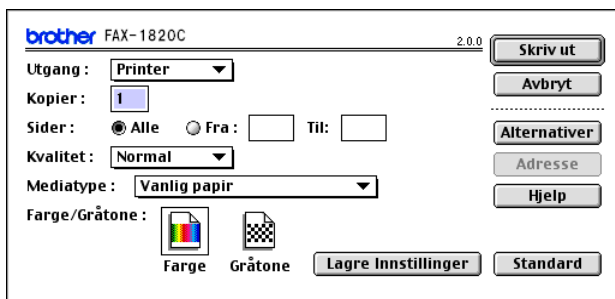 brother FAX-1820C 2.0.0 Skriv ut
Utgang : Printer
Avbryt
Kopier : 1
Sider : Alle Fra : Til: Alternativer
Kvalitet : Normal Adresse
Mediatype : Vanlig papir Hjelp
Farge/Gråtone :
Farge Gråtone Lagre Innstillinger Standard